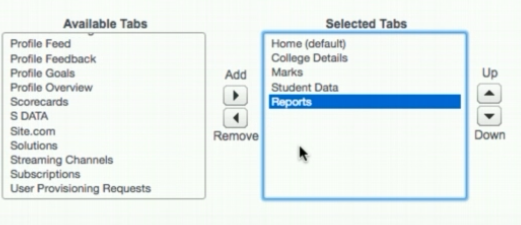 Available Tabs
Profile Feed
Profile Feedback
Profile Goals
Profile Overview
Scorecards
S DATA
Site.com
Solutions
Streaming Channels
Subscriptions
User Provisioning Requests
Add
Remove
Selected Tabs
Home (default)
College Details
Marks
Student Data
Reports
Up
Down